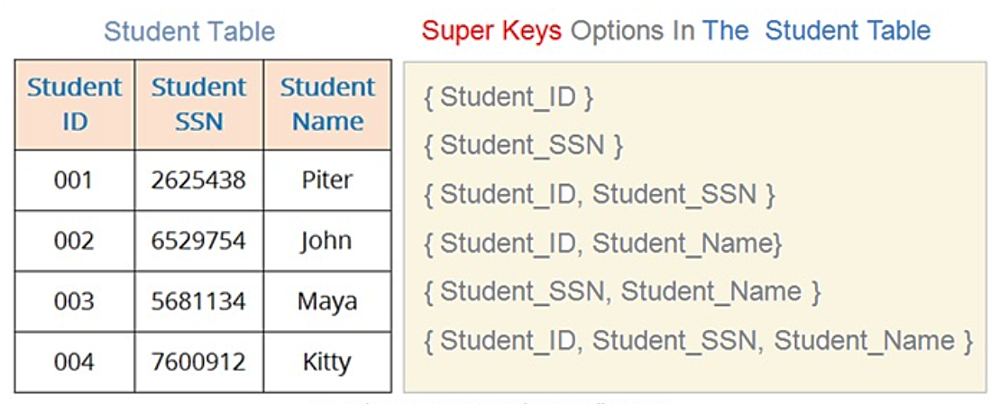 Student Table
Super Keys Options In The Student Table
Student ID Student SSN Student Name
001 2625438 Piter
002 6529754 John
003 5681134 Maya
004 7600912 Kitty
{ Student_ID }
{ Student_SSN }
{ Student_ID, Student_SSN }
{ Student_ID, Student_Name}
{ Student_SSN, Student_Name }
{ Student_ID, Student_SSN, Student_Name }